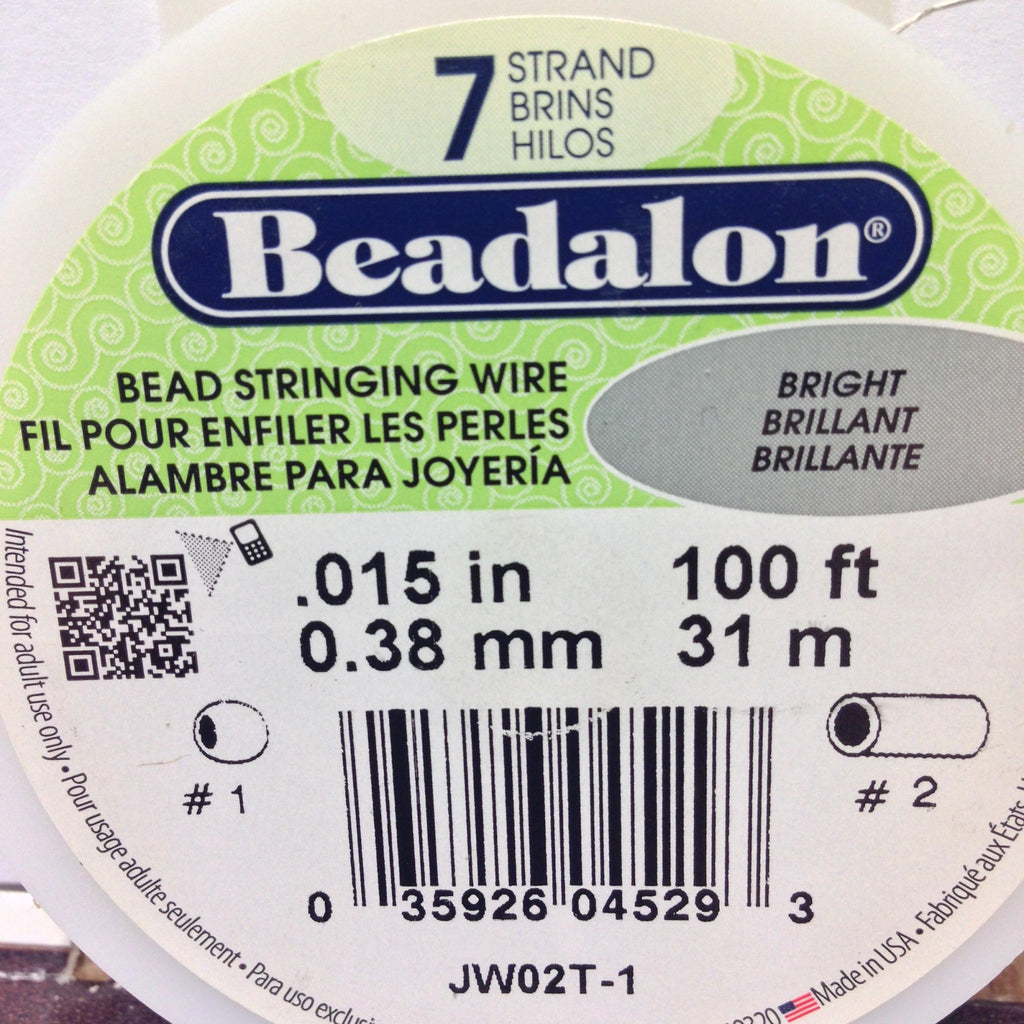 7 STRAND
BRINS
HILOS
Beadalon®
BEAD STRINGING WIRE
FIL POUR ENFILER LES PERLES
ALAMBRE PARA JOYERÍA
BRIGHT
BRILLANT
BRILLANTE
.015 in 100 ft
0.38 mm 31 m
# 1
# 2
0 35926 04529 3
JW02T-1
Intended for adult use only • Pour usage adulte seulement • Para uso
Made in USA • Fabriqué aux États